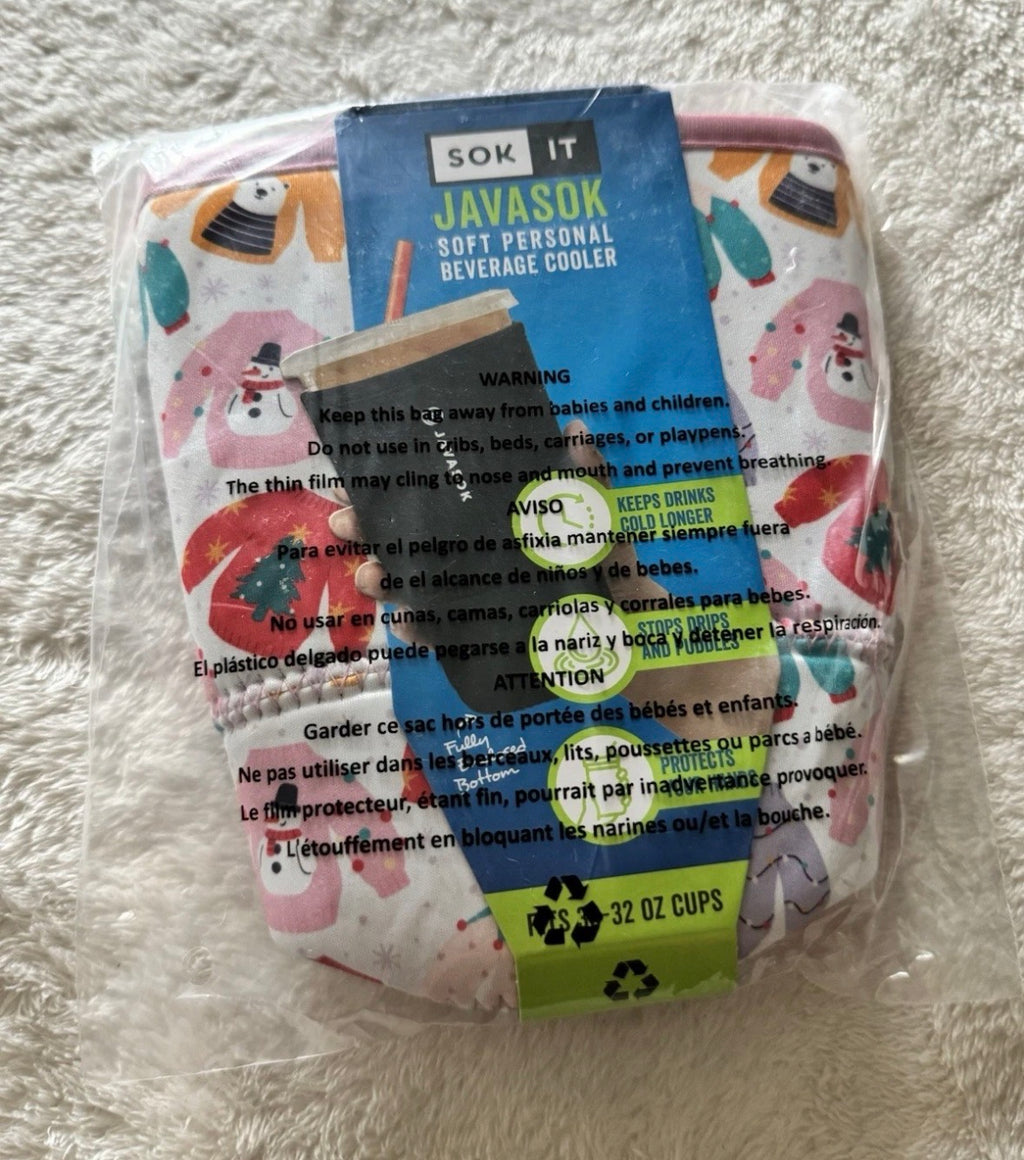 SOK IT
JAVASOK
SOFT PERSONAL
BEVERAGE COOLER
JAVASOK
WARNING
Keep this bag away from babies and children.
Do not use in cribs, beds, carriages, or playpens.
The thin film may cling to nose and mouth and prevent breathing.
AVISO
Para evitar el pelgro de asfixia mantener siempre fuera
de el alcance de niños y de bebes.
No usar en cunas, camas, carriolas y corrales para bebes.
El plástico delgado puede pegarse a la nariz y boca y detener la respiración.
ATTENTION
Garder ce sac hors de portée des bébés et enfants.
Ne pas utiliser dans les berceaux, lits, poussettes ou parcs a bébé.
Le film protecteur, étant fin, pourrait par inadvertance provoquer.
L'étouffement en bloquant les narines ou/et la bouche.
KEEPS DRINKS
COLD LONGER
STOPS DRIPS
AND PUDDLES
PROTECTS
Fully
Bottom
32 OZ CUPS